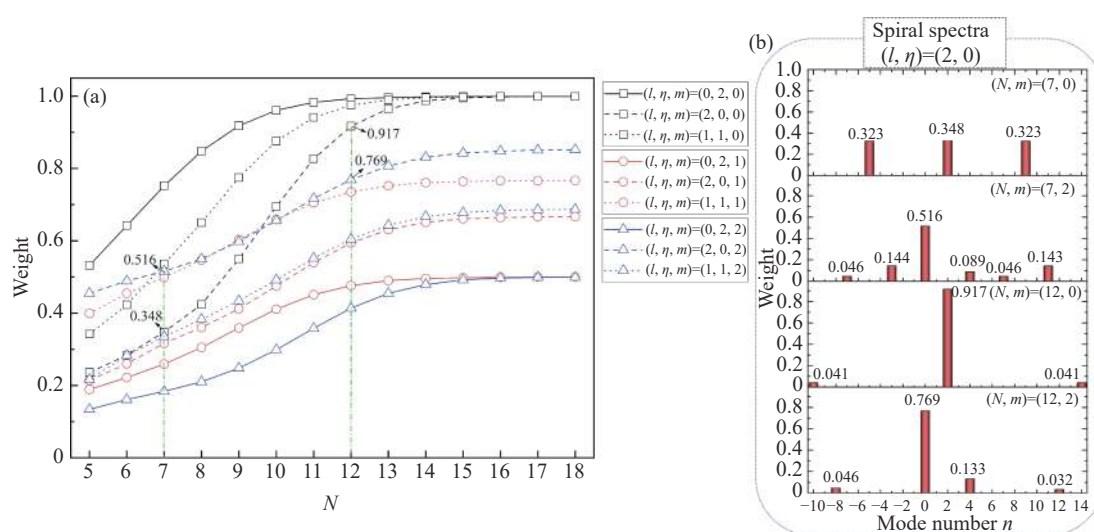 (a)
1.0
0.8
0.6
0.4
0.2
0
Weight
5 6 7 8 9 10 11 12 13 14 15 16 17 18
N
0.917
0.769
0.516
0.348
(l, η, m)=(0, 2, 0)
(l, η, m)=(2, 0, 0)
(l, η, m)=(1, 1, 0)
(l, η, m)=(0, 2, 1)
(l, η, m)=(2, 0, 1)
(l, η, m)=(1, 1, 1)
(l, η, m)=(0, 2, 2)
(l, η, m)=(2, 0, 2)
(l, η, m)=(1, 1, 2)
(b)
Spiral spectra
(l, η)=(2, 0)
1.0
0.8
0.6
0.4
0.2
0
(N, m)=(7, 0)
0.323 0.348 0.323
0.8
0.6
0.4
0.2
0
(N, m)=(7, 2)
0.046 0.144 0.516 0.089 0.046 0.143
Weight
0.8
0.6
0.4
0.2
0
0.917 (N, m)=(12, 0)
0.041 0.041
0.8
0.6
0.4
0.2
0
(N, m)=(12, 2)
0.769
0.046 0.133 0.032
−10 −8 −6 −4 −2 0 2 4 6 8 10 12 14
Mode number n